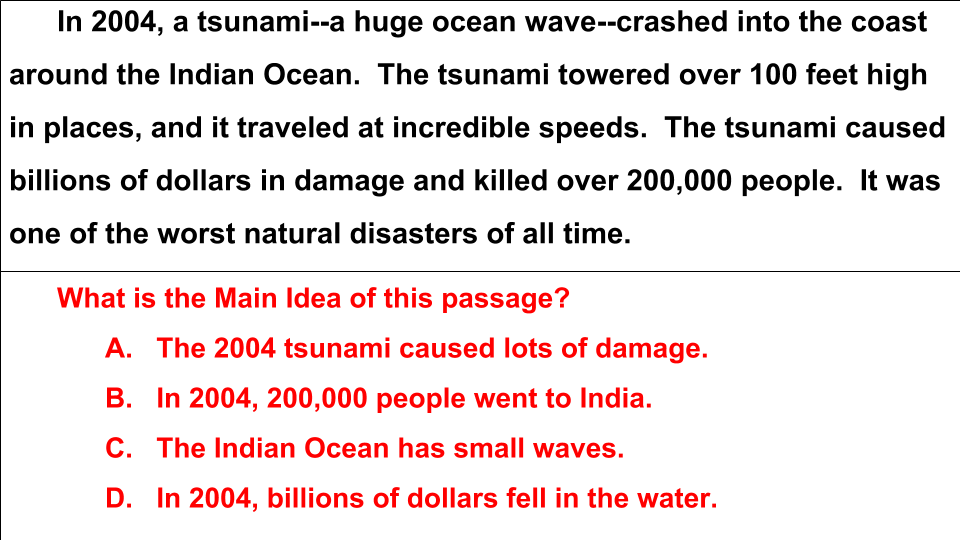 In 2004, a tsunami--a huge ocean wave--crashed into the coast
around the Indian Ocean.  The tsunami towered over 100 feet high
in places, and it traveled at incredible speeds.  The tsunami caused
billions of dollars in damage and killed over 200,000 people.  It was
one of the worst natural disasters of all time.
What is the Main Idea of this passage?
A. The 2004 tsunami caused lots of damage.
B. In 2004, 200,000 people went to India.
C. The Indian Ocean has small waves.
D. In 2004, billions of dollars fell in the water.